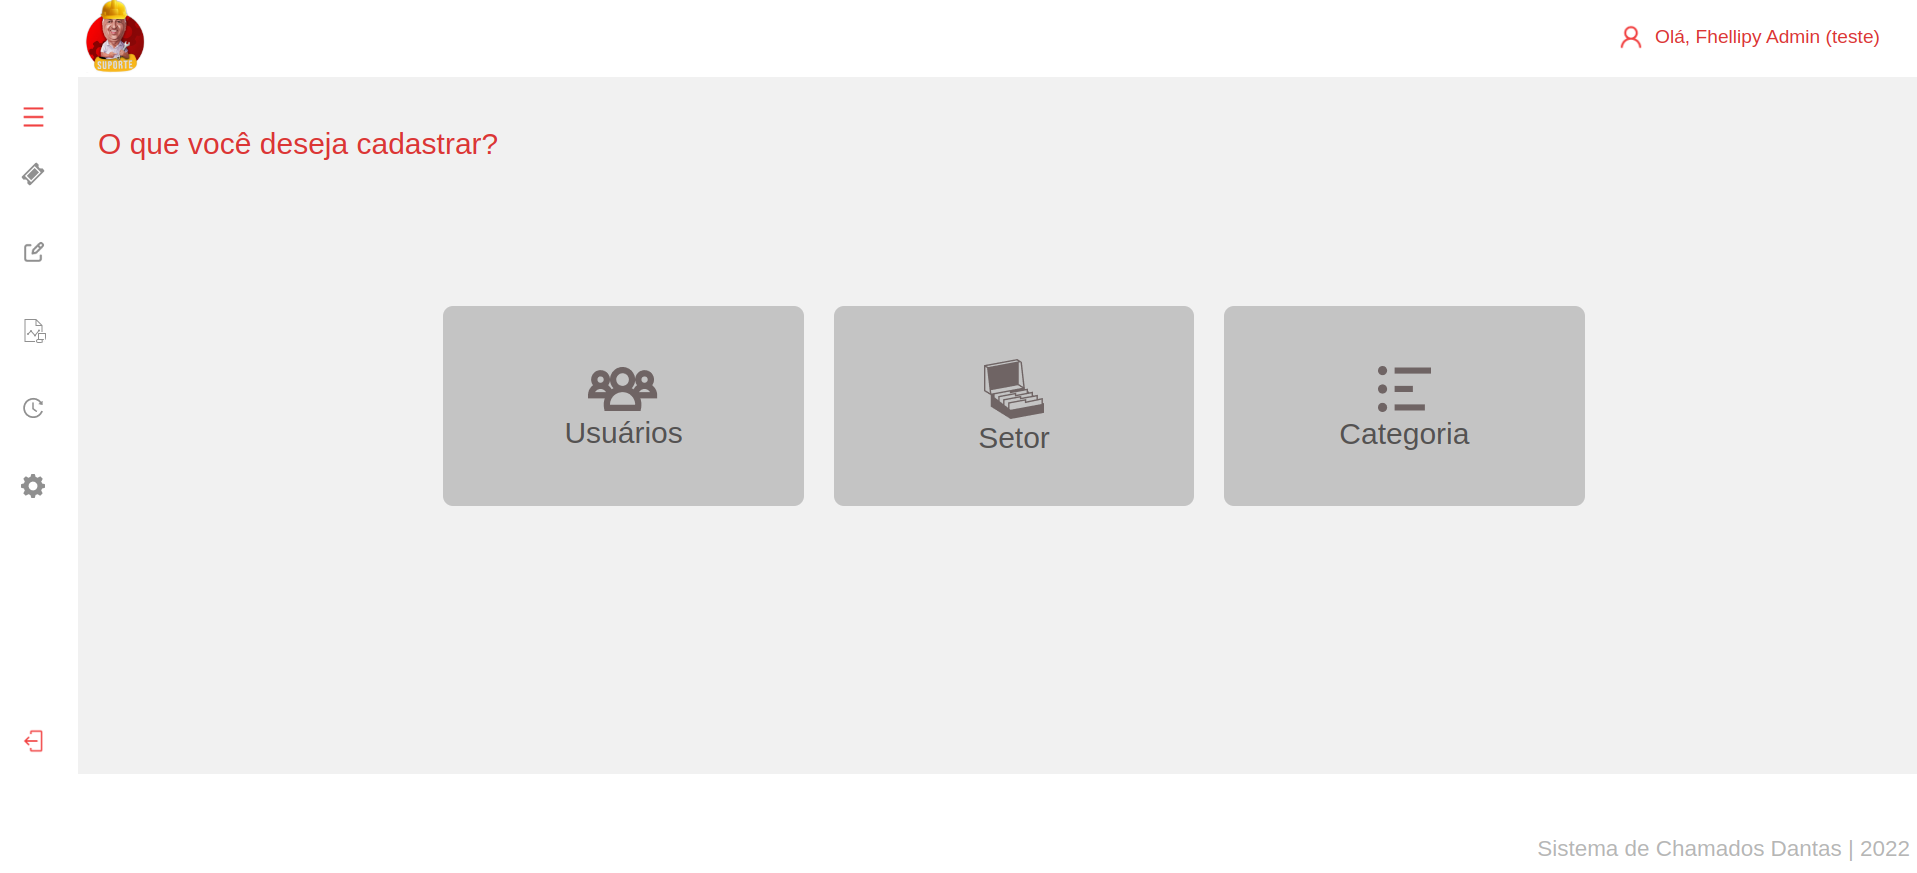 SUPORTE
Olá, Fhellipy Admin (teste)
O que você deseja cadastrar?
Usuários
Setor
Categoria
Sistema de Chamados Dantas | 2022